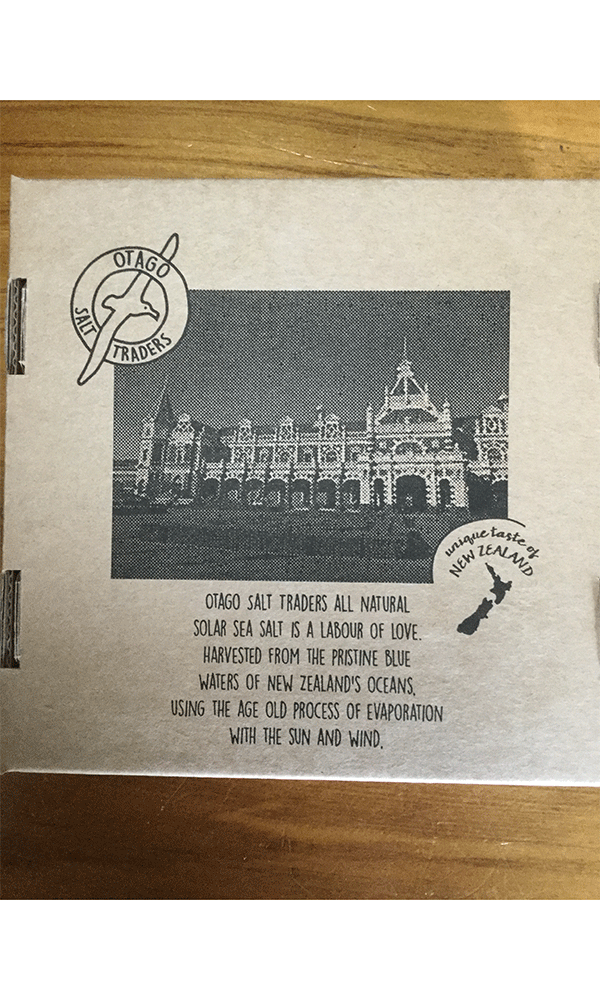 OTAGO
SALT TRADERS
unique taste of
NEW ZEALAND
OTAGO SALT TRADERS ALL NATURAL
SOLAR SEA SALT IS A LABOUR OF LOVE.
HARVESTED FROM THE PRISTINE BLUE
WATERS OF NEW ZEALAND'S OCEANS,
USING THE AGE OLD PROCESS OF EVAPORATION
WITH THE SUN AND WIND.